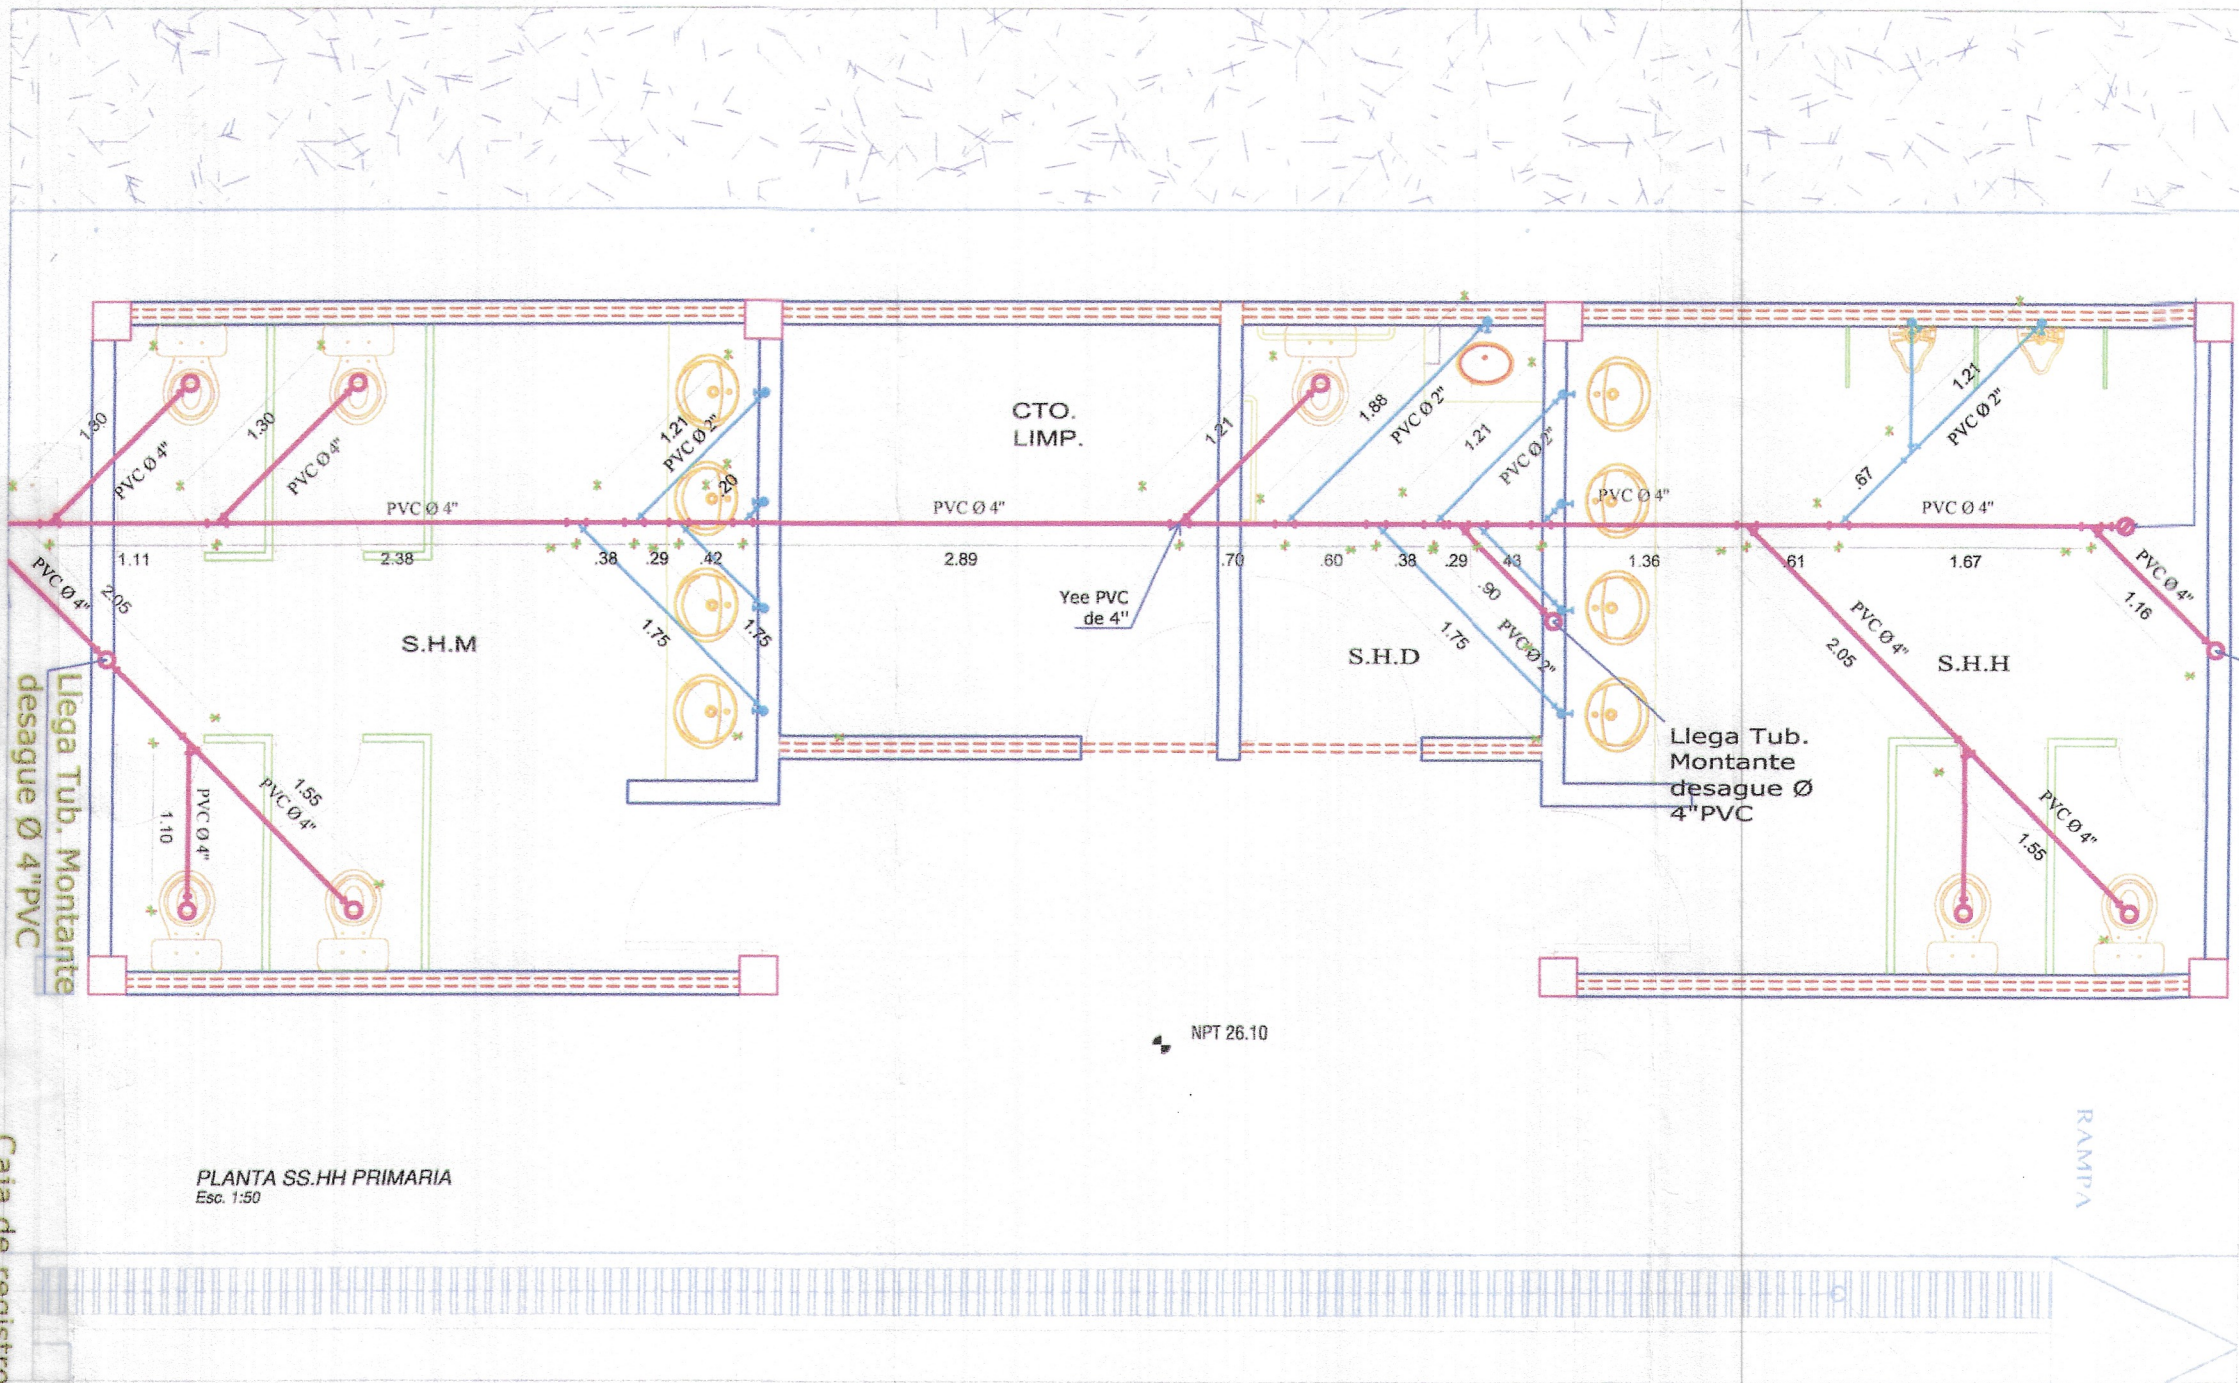 1.30
PVC Ø 4"
1.30
PVC Ø 4"
PVC Ø 4"
1.21
PVC Ø 2"
.20
CTO.
LIMP.
PVC Ø 4"
1.21
1.88
PVC Ø 2"
1.21
PVC Ø 2"
PVC Ø 4"
1.21
PVC Ø 2"
.67
PVC Ø 4"
1.11
2.38
.38
.29
.42
2.89
.70
.60
.38
.29
.43
1.36
.61
1.67
PVC Ø 4"
2.05
S.H.M
1.75
1.75
Yee PVC
de 4"
S.H.D
1.75
.90
PVC Ø 2"
PVC Ø 4"
2.05
S.H.H
PVC Ø 4"
1.16
Llega Tub. Montante
desague Ø 4"PVC
1.10
PVC Ø 4"
1.55
PVC Ø 4"
Llega Tub.
Montante
desague Ø
4"PVC
PVC Ø 4"
1.55
NPT 26.10
PLANTA SS.HH PRIMARIA
Esc. 1:50
RAMPA
Caja de registro